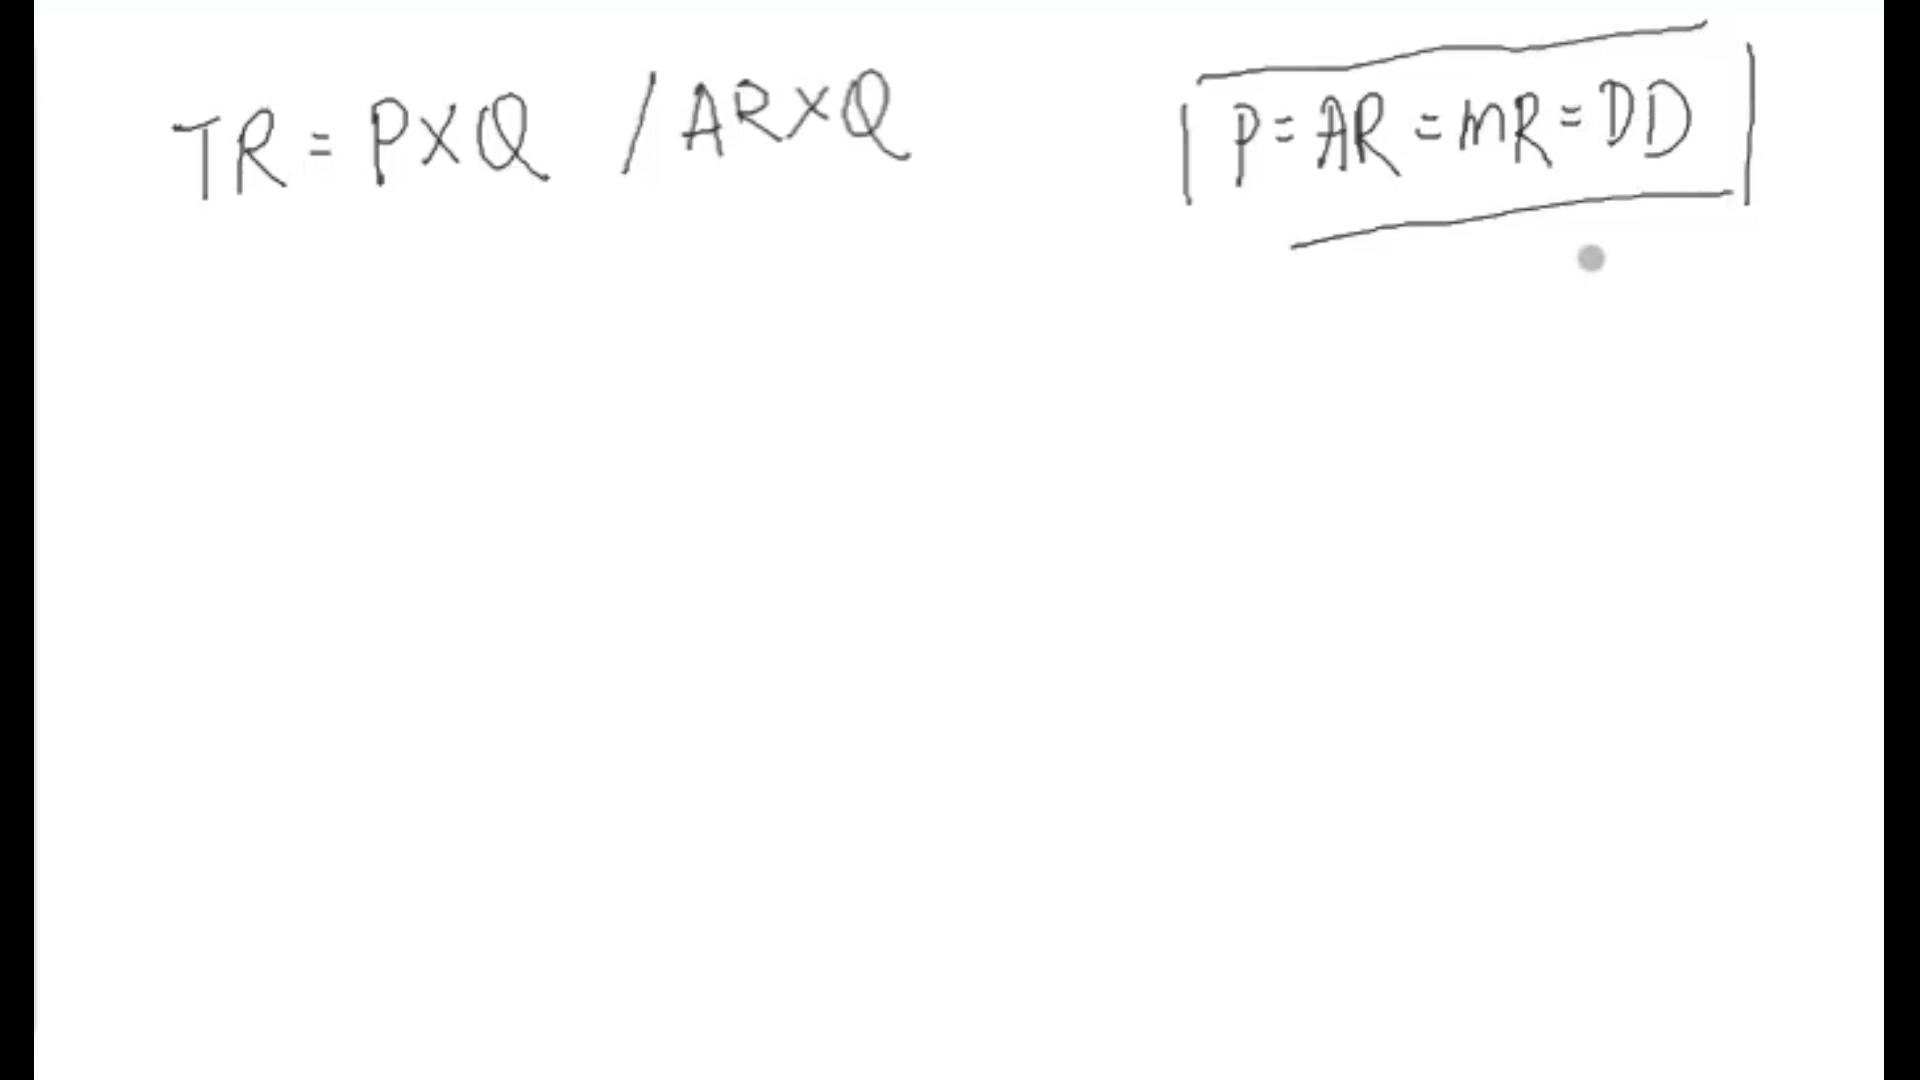 TR = P×Q / AR×Q
P = AR = MR = DD